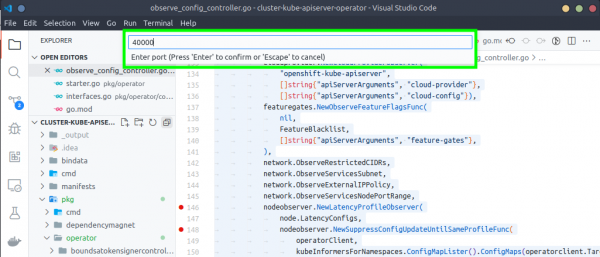 observe_config_controller.go - cluster-kube-apiserver-operator - Visual Studio Code
File Edit Selection View Go Run Terminal Help
EXPLORER
40000
Enter port (Press 'Enter' to confirm or 'Escape' to cancel)
go.mod
_controller.go > ...
OPEN EDITORS
observe_config_controller.go
starter.go pkg/operator
interfaces.go pkg/operator/co...
go.mod
CLUSTER-KUBE-APISE...
_output
.idea
bindata
cmd
manifests
pkg
cmd
dependencymagnet
operator
boundsatokensignercontrol...
134 "openshift-kube-apiserver",
135 []string{"apiServerArguments", "cloud-provider"},
136 []string{"apiServerArguments", "cloud-config"}),
137 featuregates.NewObserveFeatureFlagsFunc(
138 nil,
139 FeatureBlacklist,
140 []string{"apiServerArguments", "feature-gates"},
141 ),
142 network.ObserveRestrictedCIDRs,
143 network.ObserveServicesSubnet,
144 network.ObserveExternalIPPolicy,
145 network.ObserveServicesNodePortRange,
146 nodeobserver.NewLatencyProfileObserver(
147 node.LatencyConfigs,
148 nodeobserver.NewSuppressConfigUpdateUntilSameProfileFunc(
149 operatorClient,
150 kubeInformersForNamespaces.ConfigMapLister().ConfigMaps(operatorclient.Tar